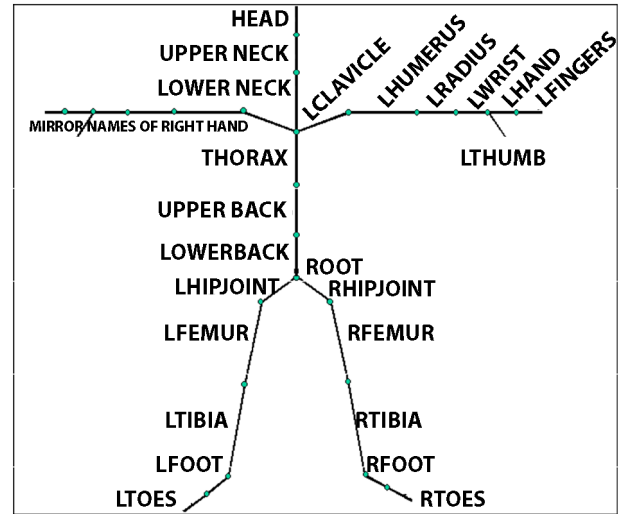 HEAD
UPPER NECK
LOWER NECK
LCLAVICLE
LHUMERUS
LRADIUS
LWRIST
LHAND
LFINGERS
MIRROR NAMES OF RIGHT HAND
THORAX
LTHUMB
UPPER BACK
LOWERBACK
ROOT
LHIPJOINT
RHIPJOINT
LFEMUR
RFEMUR
LTIBIA
RTIBIA
LFOOT
RFOOT
LTOES
RTOES